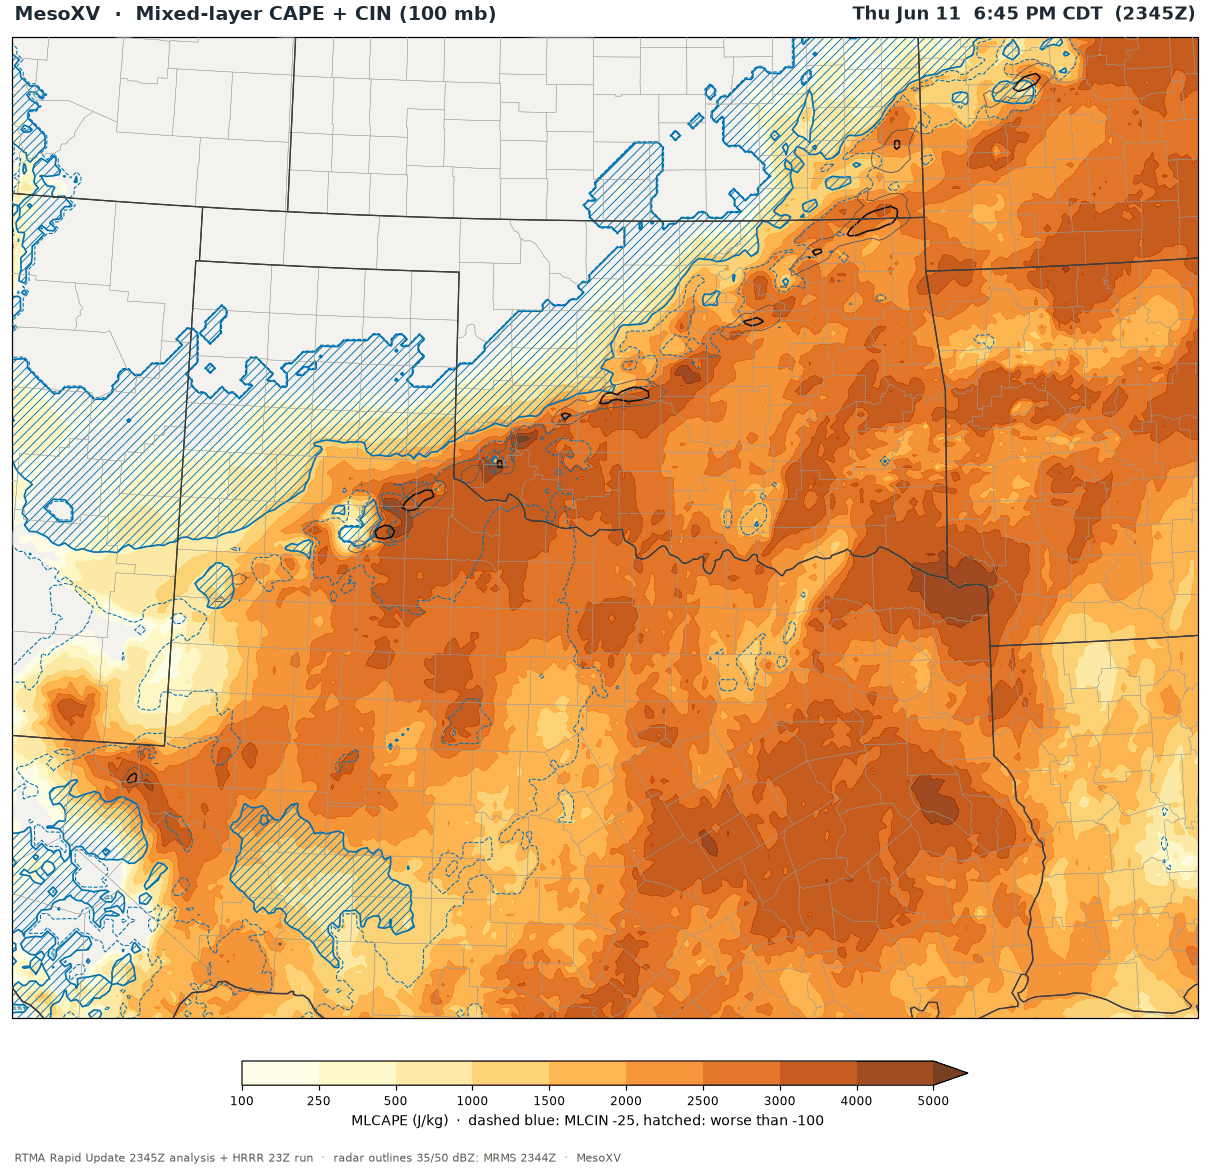 MesoXV · Mixed-layer CAPE + CIN (100 mb)
Thu Jun 11 6:45 PM CDT (2345Z)
100 250 500 1000 1500 2000 2500 3000 4000 5000
MLCAPE (J/kg) · dashed blue: MLCIN -25, hatched: worse than -100
RTMA Rapid Update 2345Z analysis + HRRR 23Z run · radar outlines 35/50 dBZ: MRMS 2344Z · MesoXV